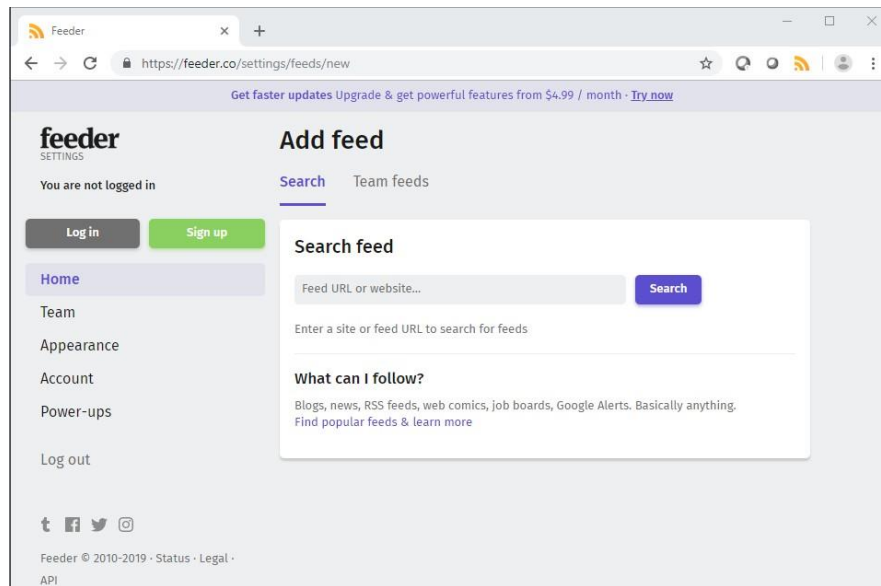 Feeder
https://feeder.co/settings/feeds/new
Get faster updates Upgrade & get powerful features from $4.99 / month · Try now
feeder
SETTINGS
You are not logged in
Log in
Sign up
Home
Team
Appearance
Account
Power-ups
Log out
Feeder © 2010-2019 · Status · Legal ·
API
Add feed
Search
Team feeds
Search feed
Feed URL or website...
Search
Enter a site or feed URL to search for feeds
What can I follow?
Blogs, news, RSS feeds, web comics, job boards, Google Alerts. Basically anything.
Find popular feeds & learn more